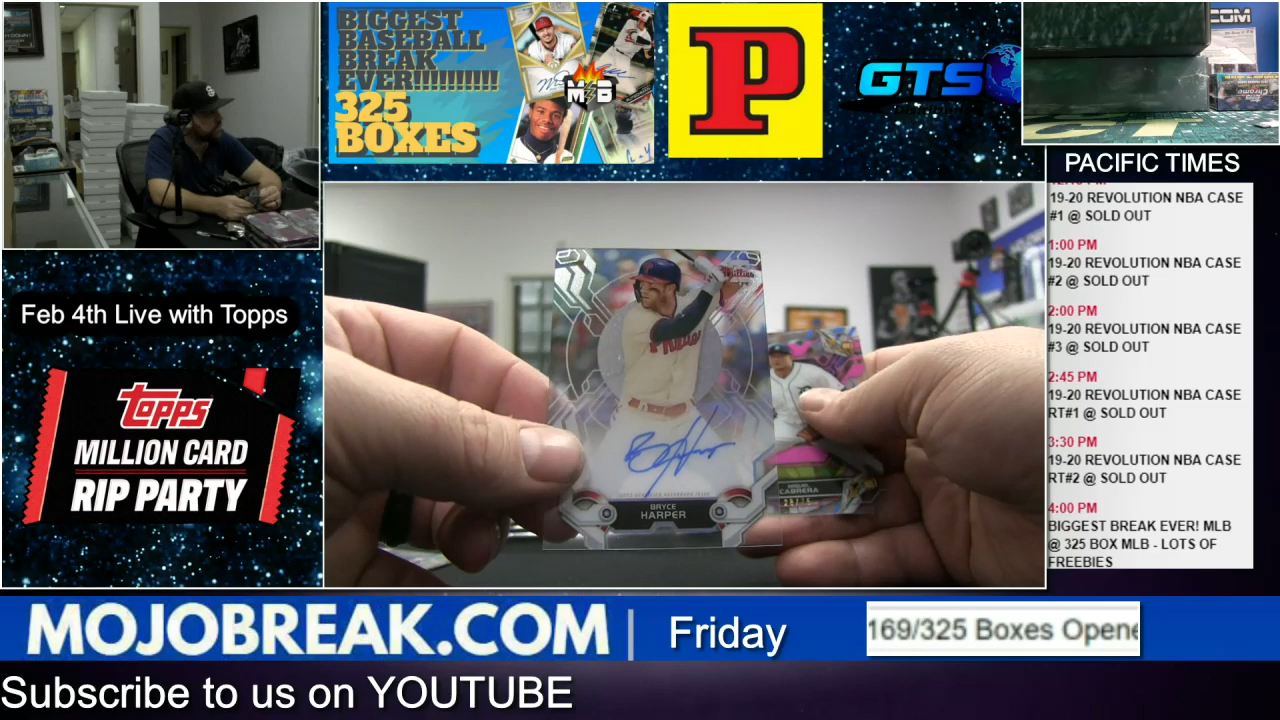 BIGGEST
BASEBALL
BREAK
EVER!!!!!!!!!!
325
BOXES
MB
P
GTS
COM
Chrome
PACIFIC TIMES
19-20 REVOLUTION NBA CASE
#1 @ SOLD OUT
1:00 PM
19-20 REVOLUTION NBA CASE
#2 @ SOLD OUT
2:00 PM
19-20 REVOLUTION NBA CASE
#3 @ SOLD OUT
2:45 PM
19-20 REVOLUTION NBA CASE
RT#1 @ SOLD OUT
3:30 PM
19-20 REVOLUTION NBA CASE
RT#2 @ SOLD OUT
4:00 PM
BIGGEST BREAK EVER! MLB
@ 325 BOX MLB - LOTS OF
FREEBIES
Feb 4th Live with Topps
TOPPS
MILLION CARD
RIP PARTY
Phillies
BRYCE
HARPER
MIGUEL
CABRERA
MOJOBREAK.COM
Friday
169/325 Boxes Opene
Subscribe to us on YOUTUBE